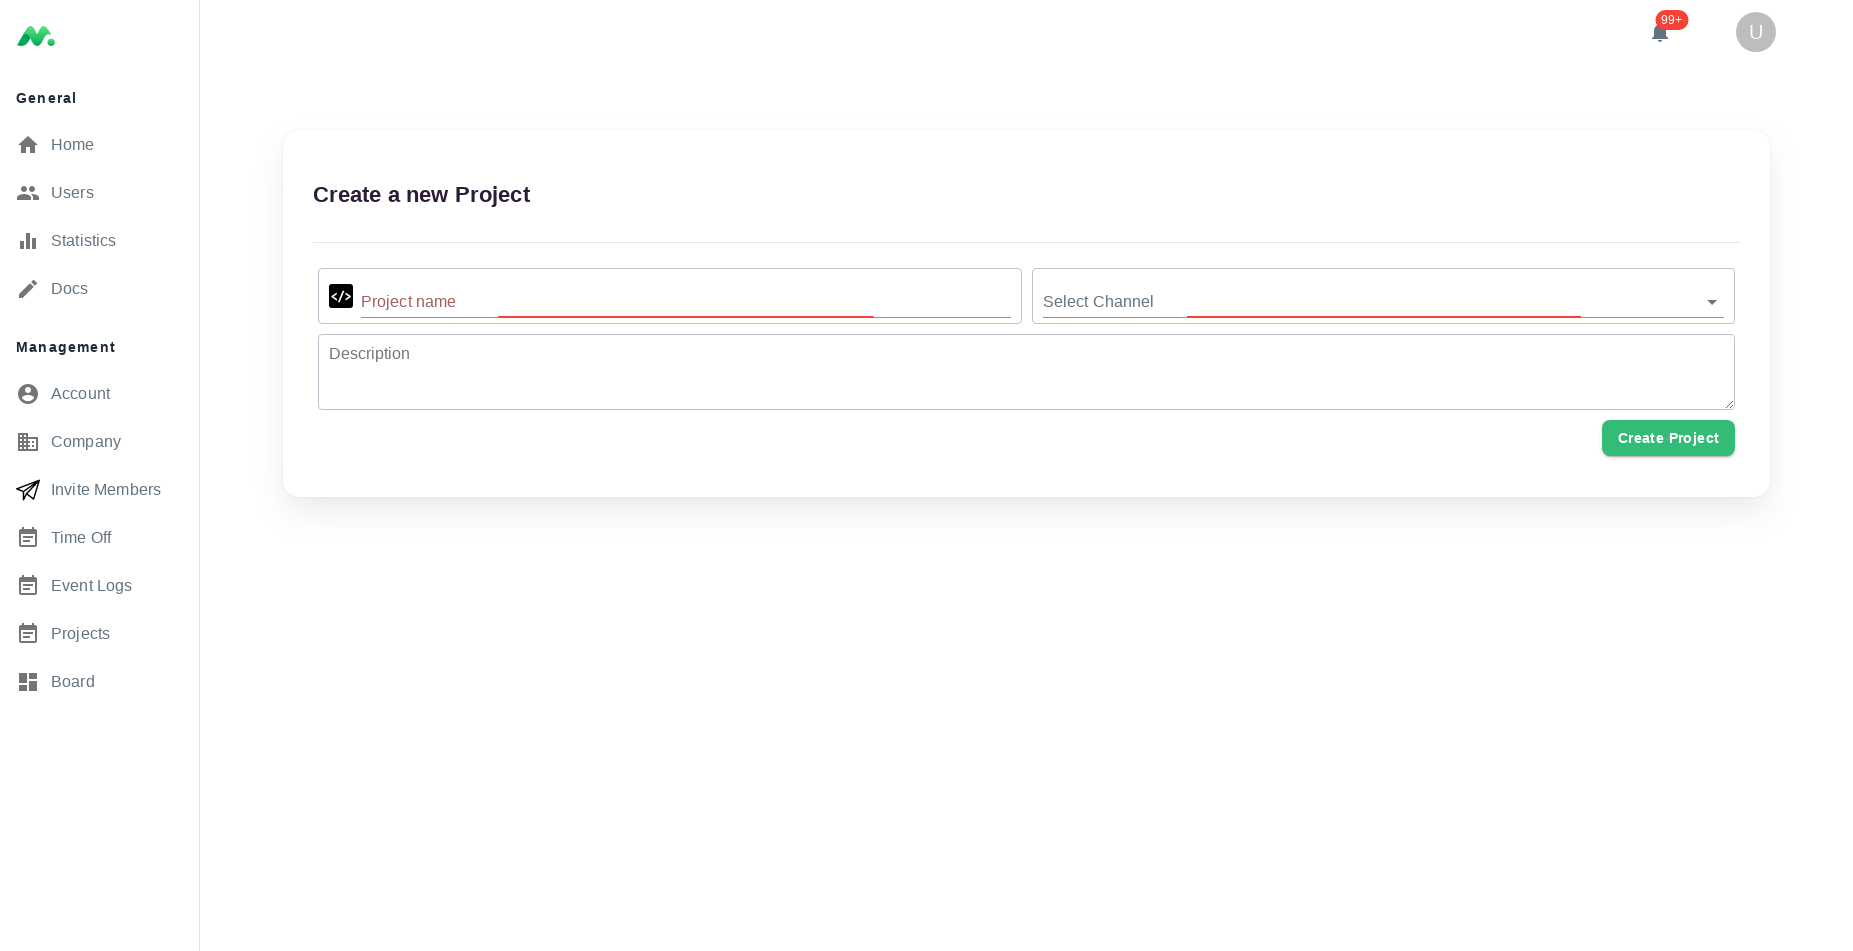 99+
U
General
Home
Users
Statistics
Docs
Management
Account
Company
Invite Members
Time Off
Event Logs
Projects
Board
Create a new Project
</> Project name
Select Channel
Description
Create Project